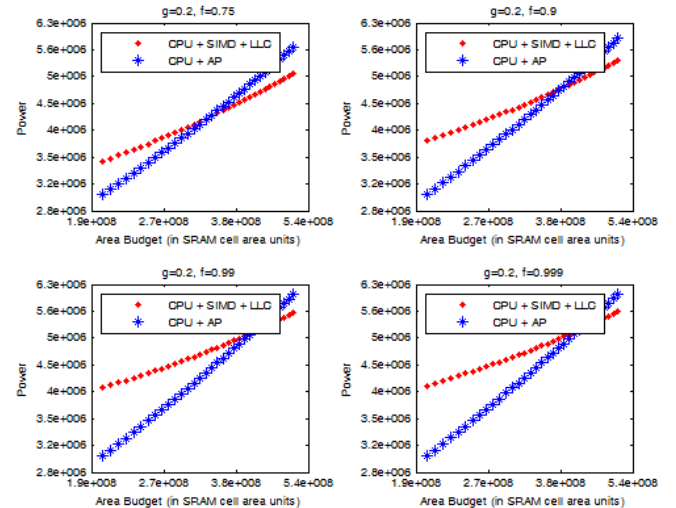 g=0.2, f=0.75
6.3e+006
5.6e+006
5e+006
4.5e+006
4e+006
3.5e+006
3.2e+006
2.8e+006
Power
CPU + SIMD + LLC
CPU + AP
1.9e+008 2.7e+008 3.8e+008 5.4e+008
Area Budget (in SRAM cell area units)
g=0.2, f=0.9
6.3e+006
5.6e+006
5e+006
4.5e+006
4e+006
3.5e+006
3.2e+006
2.8e+006
Power
CPU + SIMD + LLC
CPU + AP
1.9e+008 2.7e+008 3.8e+008 5.4e+008
Area Budget (in SRAM cell area units)
g=0.2, f=0.99
6.3e+006
5.6e+006
5e+006
4.5e+006
4e+006
3.5e+006
3.2e+006
2.8e+006
Power
CPU + SIMD + LLC
CPU + AP
1.9e+008 2.7e+008 3.8e+008 5.4e+008
Area Budget (in SRAM cell area units)
g=0.2, f=0.999
6.3e+006
5.6e+006
5e+006
4.5e+006
4e+006
3.5e+006
3.2e+006
2.8e+006
Power
CPU + SIMD + LLC
CPU + AP
1.9e+008 2.7e+008 3.8e+008 5.4e+008
Area Budget (in SRAM cell area units)